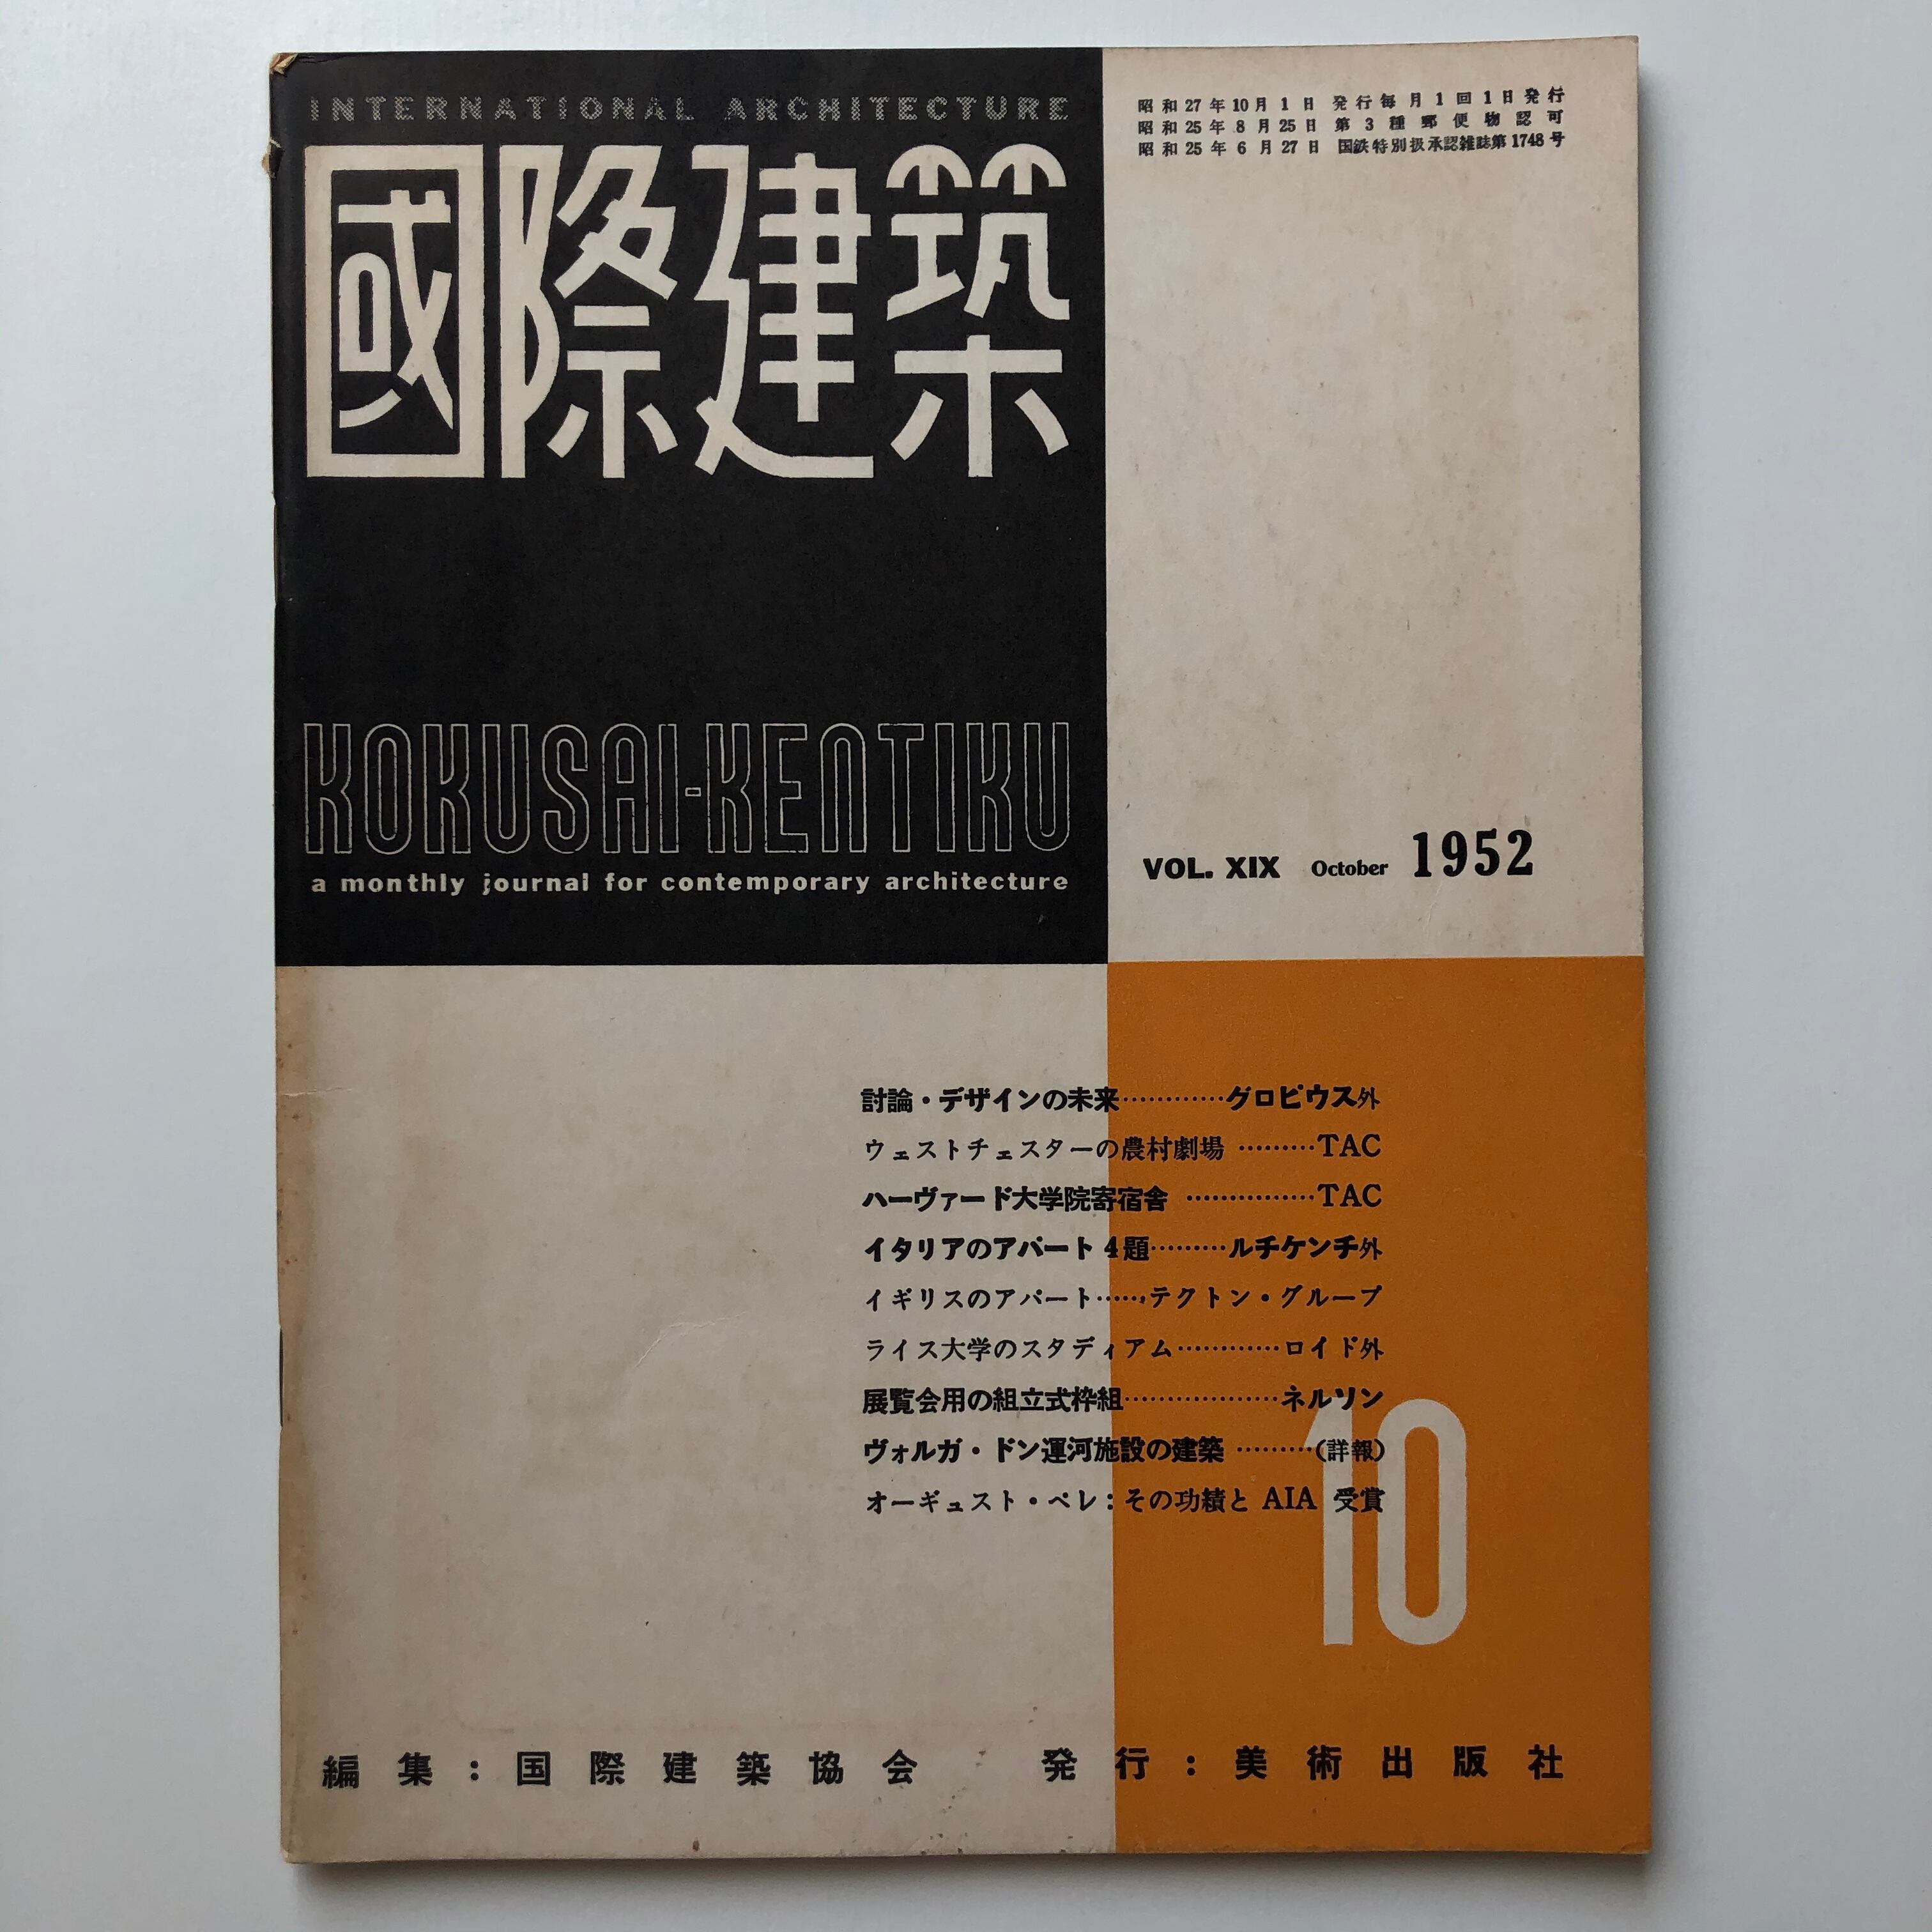 INTERNATIONAL ARCHITECTURE
國際建築
KOKUSAI-KENTIKU
a monthly journal for contemporary architecture
昭和27年10月1日 発行毎月1回1日発行
昭和25年8月25日 第3種郵便物認可
昭和25年6月27日 国鉄特別扱承認雑誌第1748号
VOL. XIX October 1952
討論・デザインの未来…………グロピウス外
ウェストチェスターの農村劇場………TAC
ハーヴァード大学院寄宿舎……………TAC
イタリアのアパート4題………ルチケンチ外
イギリスのアパート……テクトン・グループ
ライス大学のスタディアム…………ロイド外
展覧会用の組立式枠組………………ネルソン
ヴォルガ・ドン運河施設の建築………(詳報)
オーギュスト・ペレ:その功績と AIA 受賞
10
編集:国際建築協会 発行:美術出版社